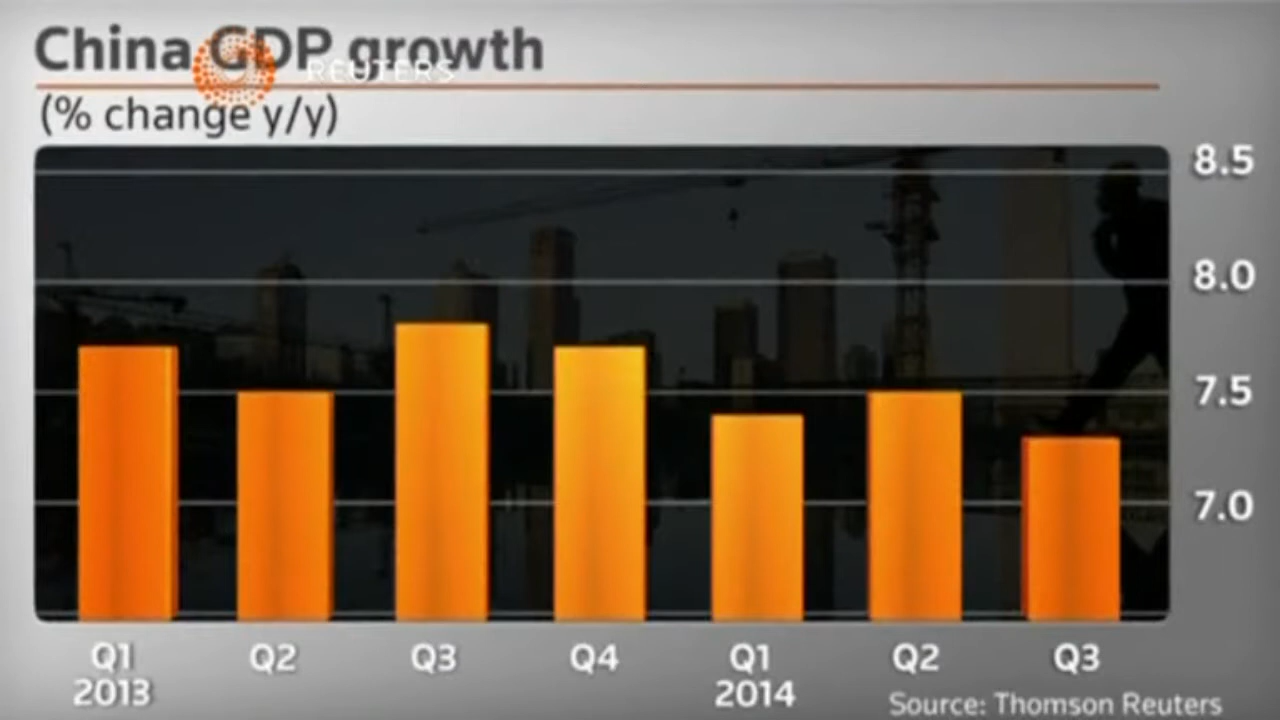 China GDP growth
REUTERS
(% change y/y)
8.5
8.0
7.5
7.0
Q1 Q2 Q3 Q4 Q1 Q2 Q3
2013 2014
Source: Thomson Reuters